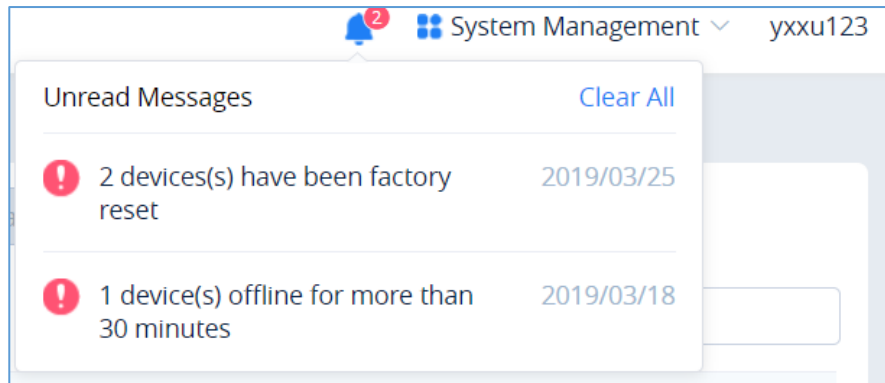 2
System Management
yxxu123
Unread Messages
Clear All
2 devices(s) have been factory
reset
2019/03/25
1 device(s) offline for more than
30 minutes
2019/03/18